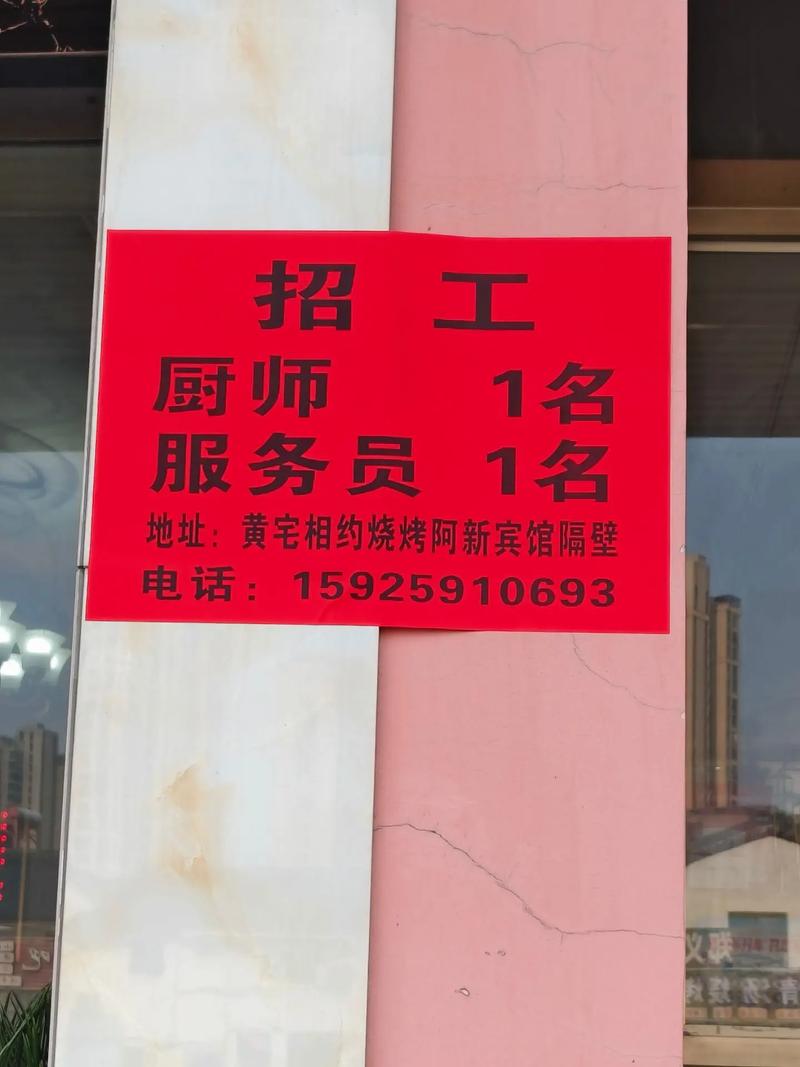 招 工
厨师 1名
服务员 1名
地址：黄宅相约烧烤阿新宾馆隔壁
电话：15925910693